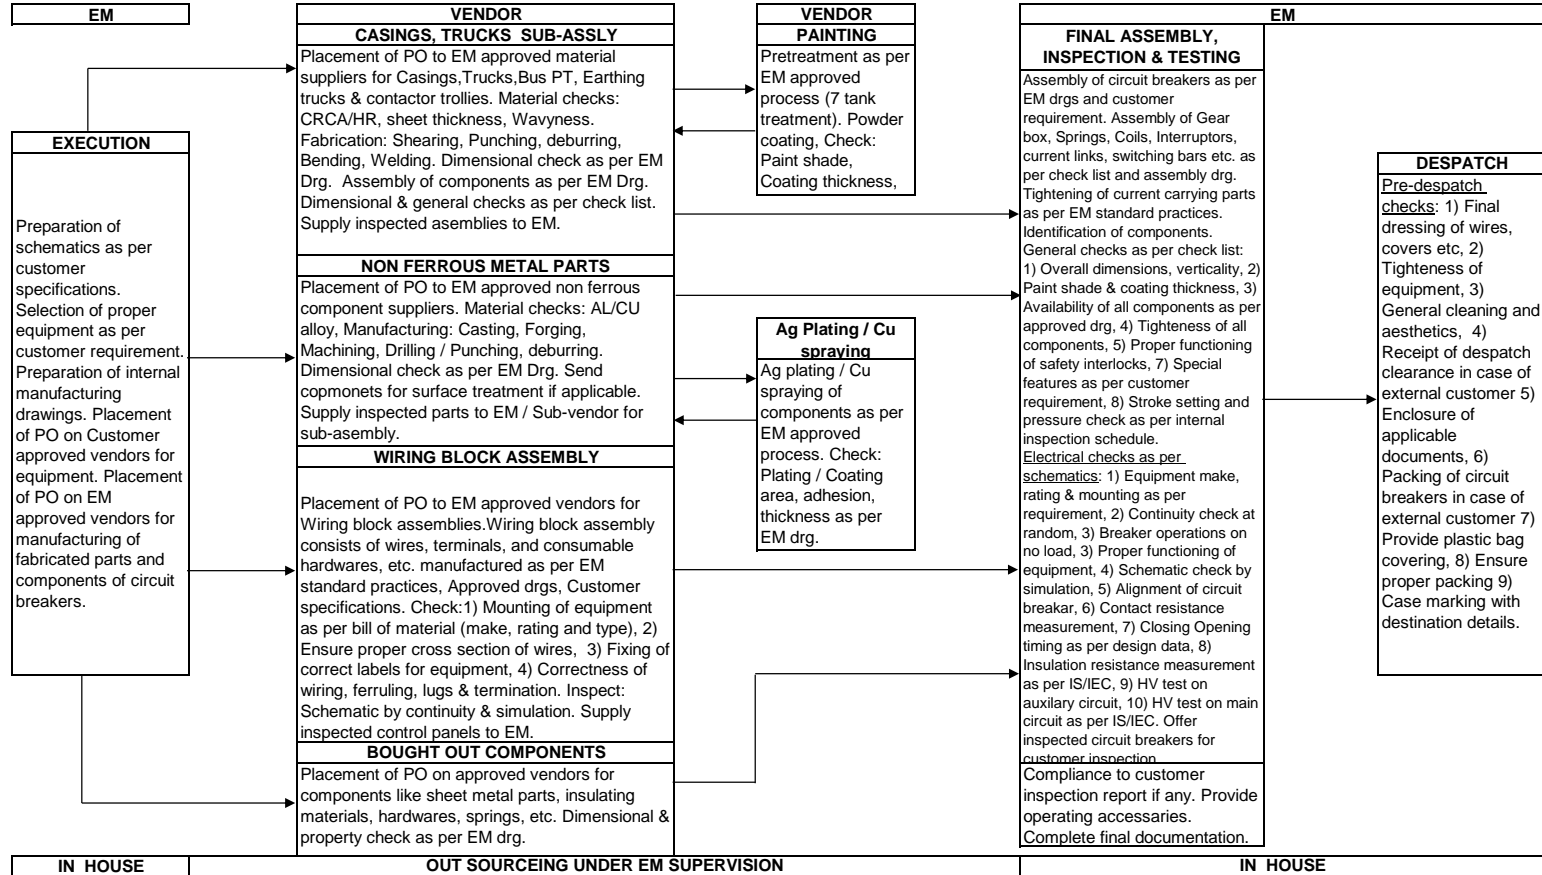 EM
VENDOR
VENDOR
EM
EXECUTION
Preparation of
schematics as per
customer
specifications.
Selection of proper
equipment as per
customer requirement.
Preparation of internal
manufacturing
drawings. Placement
of PO on Customer
approved vendors for
equipment. Placement
of PO on EM
approved vendors for
manufacturing of
fabricated parts and
components of circuit
breakers.
CASINGS, TRUCKS SUB-ASSLY
Placement of PO to EM approved material
suppliers for Casings,Trucks,Bus PT, Earthing
trucks & contactor trollies. Material checks:
CRCA/HR, sheet thickness, Wavyness.
Fabrication: Shearing, Punching, deburring,
Bending, Welding. Dimensional check as per EM
Drg. Assembly of components as per EM Drg.
Dimensional & general checks as per check list.
Supply inspected asemblies to EM.
NON FERROUS METAL PARTS
Placement of PO to EM approved non ferrous
component suppliers. Material checks: AL/CU
alloy, Manufacturing: Casting, Forging,
Machining, Drilling / Punching, deburring.
Dimensional check as per EM Drg. Send
copmonets for surface treatment if applicable.
Supply inspected parts to EM / Sub-vendor for
sub-asembly.
WIRING BLOCK ASSEMBLY
Placement of PO to EM approved vendors for
Wiring block assemblies.Wiring block assembly
consists of wires, terminals, and consumable
hardwares, etc. manufactured as per EM
standard practices, Approved drgs, Customer
specifications. Check:1) Mounting of equipment
as per bill of material (make, rating and type), 2)
Ensure proper cross section of wires, 3) Fixing of
correct labels for equipment, 4) Correctness of
wiring, ferruling, lugs & termination. Inspect:
Schematic by continuity & simulation. Supply
inspected control panels to EM.
BOUGHT OUT COMPONENTS
Placement of PO on approved vendors for
components like sheet metal parts, insulating
materials, hardwares, springs, etc. Dimensional &
property check as per EM drg.
PAINTING
Pretreatment as per
EM approved
process (7 tank
treatment). Powder
coating, Check:
Paint shade,
Coating thickness,
Ag Plating / Cu
spraying
Ag plating / Cu
spraying of
components as per
EM approved
process. Check:
Plating / Coating
area, adhesion,
thickness as per
EM drg.
FINAL ASSEMBLY,
INSPECTION & TESTING
Assembly of circuit breakers as per
EM drgs and customer
requirement. Assembly of Gear
box, Springs, Coils, Interruptors,
current links, switching bars etc. as
per check list and assembly drg.
Tightening of current carrying parts
as per EM standard practices.
Identification of components.
General checks as per check list:
1) Overall dimensions, verticality, 2)
Paint shade & coating thickness, 3)
Availability of all components as per
approved drg, 4) Tightness of all
components, 5) Proper functioning
of safety interlocks, 7) Special
features as per customer
requirement, 8) Stroke setting and
pressure check as per internal
inspection schedule.
Electrical checks as per
schematics: 1) Equipment make,
rating & mounting as per
requirement, 2) Continuity check at
random, 3) Breaker operations on
no load, 3) Proper functioning of
equipment, 4) Schematic check by
simulation, 5) Alignment of circuit
breakar, 6) Contact resistance
measurement, 7) Closing Opening
timing as per design data, 8)
Insulation resistance measurement
as per IS/IEC, 9) HV test on
auxilary circuit, 10) HV test on main
circuit as per IS/IEC. Offer
inspected circuit breakers for
customer inspection
Compliance to customer
inspection report if any. Provide
operating accessaries.
Complete final documentation.
DESPATCH
Pre-despatch
checks: 1) Final
dressing of wires,
covers etc, 2)
Tighteness of
equipment, 3)
General cleaning and
aesthetics, 4)
Receipt of despatch
clearance in case of
external customer 5)
Enclosure of
applicable
documents, 6)
Packing of circuit
breakers in case of
external customer 7)
Provide plastic bag
covering, 8) Ensure
proper packing 9)
Case marking with
destination details.
IN HOUSE
OUT SOURCEING UNDER EM SUPERVISION
IN HOUSE